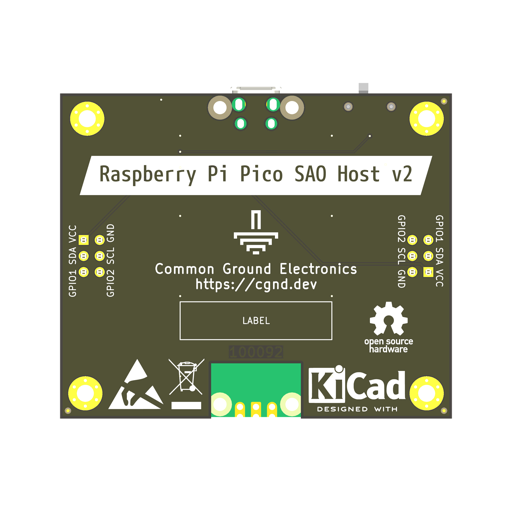 Raspberry Pi Pico SAO Host v2
GPIO1 SDA VCC
GPIO2 SCL GND
GPIO2 SCL GND
GPIO1 SDA VCC
Common Ground Electronics
https://cgnd.dev
LABEL
open source
hardware
100092
KiCad
DESIGNED WITH